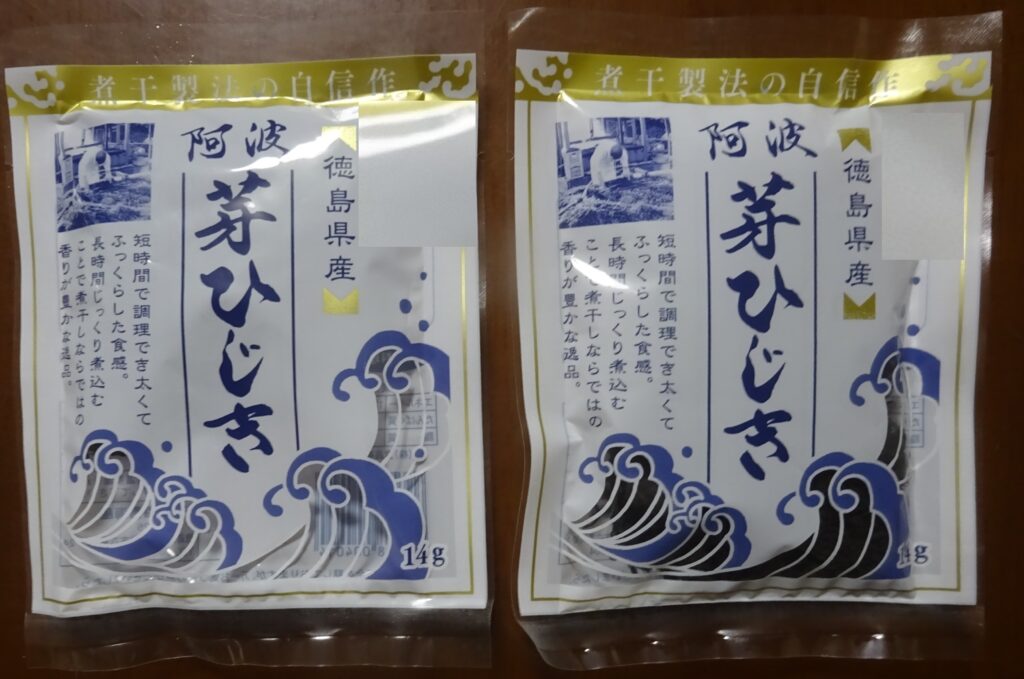 煮干製法の自信作
徳島県産
阿波
芽ひじき
短時間で調理でき太くて
ふっくらした食感。
長時間じっくり煮込む
ことで煮干しならではの
香りが豊かな逸品。
14g
煮干製法の自信作
徳島県産
阿波
芽ひじき
短時間で調理でき太くて
ふっくらした食感。
長時間じっくり煮込む
ことで煮干しならではの
香りが豊かな逸品。
14g